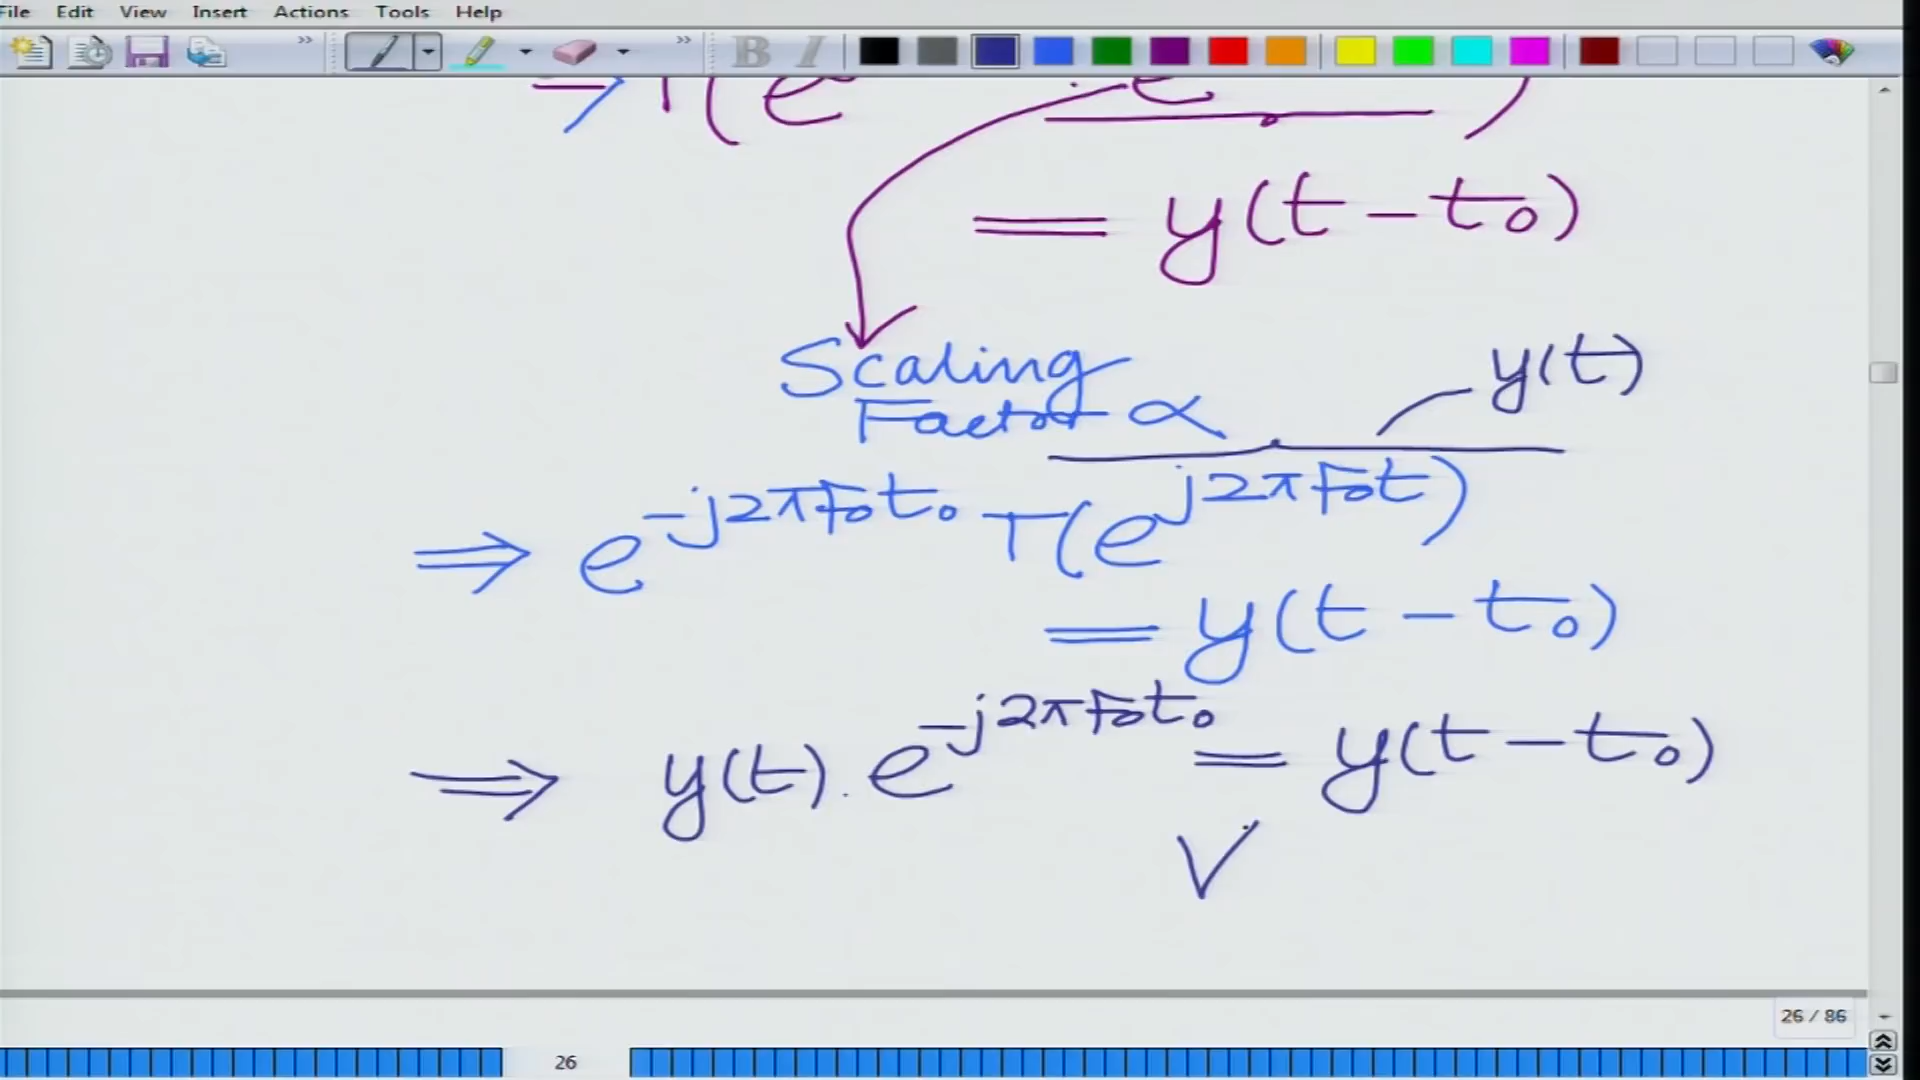 File Edit View Insert Actions Tools Help
B I
⇒ T(e . e )
= y(t - t₀)
Scaling
Factor α
y(t)
⇒ e^{-j2πF₀t₀} T(e^{j2πF₀t})
= y(t - t₀)
⇒ y(t). e^{-j2πF₀t₀} = y(t - t₀)
26 / 86
26